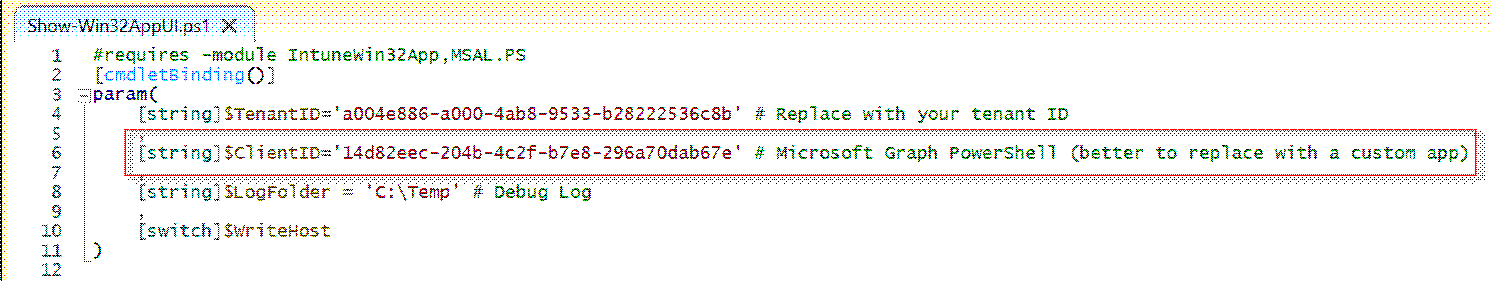 Show-Win32AppUI.ps1 X
1 #requires -module IntuneWin32App,MSAL.PS
2 [cmdletBinding()]
3 param(
4 [string]$TenantID='a004e886-a000-4ab8-9533-b28222536c8b' # Replace with your tenant ID
5 ,
6 [string]$ClientID='14d82eec-204b-4c2f-b7e8-296a70dab67e' # Microsoft Graph PowerShell (better to replace with a custom app)
7 ,
8 [string]$LogFolder = 'C:\Temp' # Debug Log
9 ,
10 [switch]$WriteHost
11 )
12